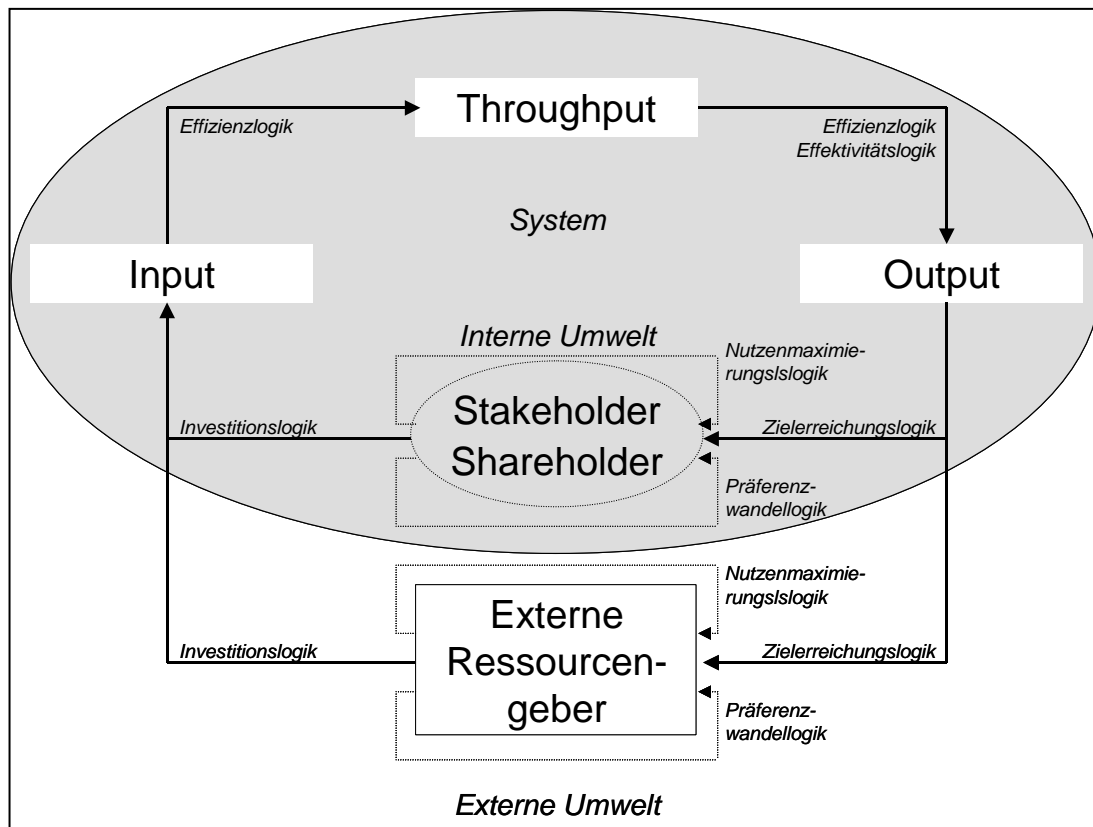 Throughput
Effizienzlogik
Effizienzlogik
Effektivitätslogik
System
Input
Output
Interne Umwelt
Nutzenmaximie-
rungslslogik
Stakeholder
Shareholder
Investitionslogik
Zielerreichungslogik
Präferenz-
wandellogik
Nutzenmaximie-
rungslslogik
Externe
Ressourcen-
geber
Investitionslogik
Zielerreichungslogik
Präferenz-
wandellogik
Externe Umwelt